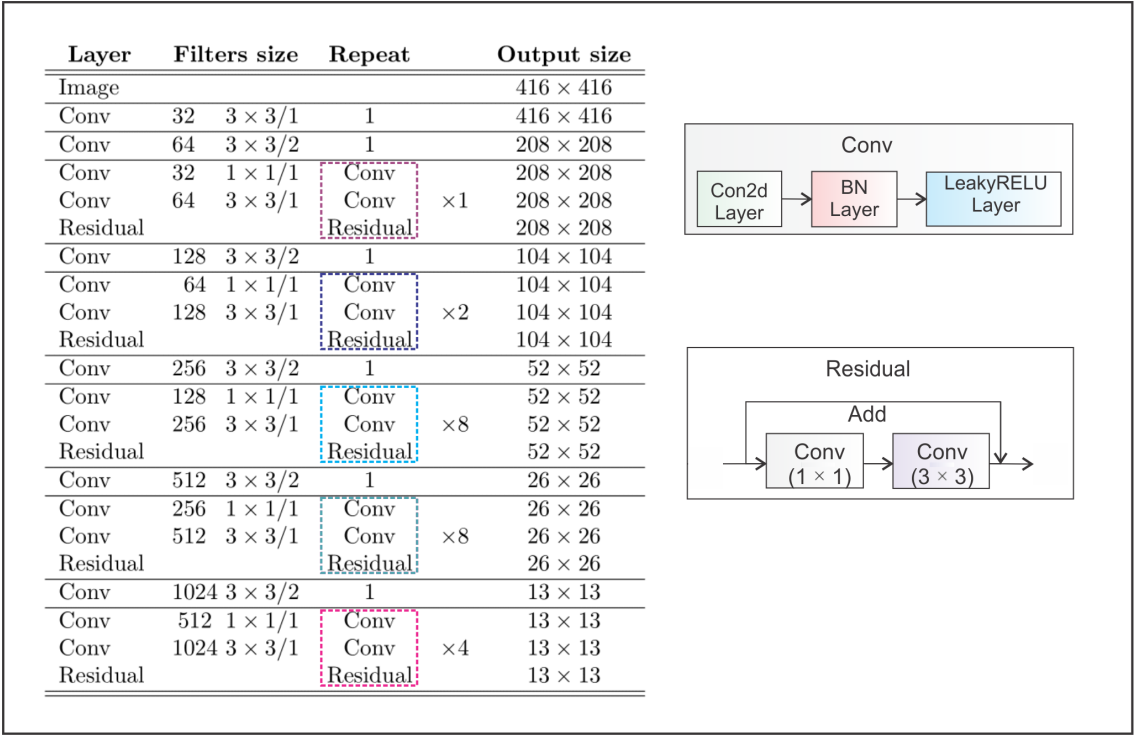 Layer Filters size Repeat Output size
Image 416 × 416
Conv 32 3 × 3/1 1 416 × 416
Conv 64 3 × 3/2 1 208 × 208
Conv 32 1 × 1/1 Conv 208 × 208
Conv 64 3 × 3/1 Conv ×1 208 × 208
Residual Residual 208 × 208
Conv 128 3 × 3/2 1 104 × 104
Conv 64 1 × 1/1 Conv 104 × 104
Conv 128 3 × 3/1 Conv ×2 104 × 104
Residual Residual 104 × 104
Conv 256 3 × 3/2 1 52 × 52
Conv 128 1 × 1/1 Conv 52 × 52
Conv 256 3 × 3/1 Conv ×8 52 × 52
Residual Residual 52 × 52
Conv 512 3 × 3/2 1 26 × 26
Conv 256 1 × 1/1 Conv 26 × 26
Conv 512 3 × 3/1 Conv ×8 26 × 26
Residual Residual 26 × 26
Conv 1024 3 × 3/2 1 13 × 13
Conv 512 1 × 1/1 Conv 13 × 13
Conv 1024 3 × 3/1 Conv ×4 13 × 13
Residual Residual 13 × 13
Conv
Con2d
Layer
BN
Layer
LeakyRELU
Layer
Residual
Add
Conv
(1 × 1)
Conv
(3 × 3)